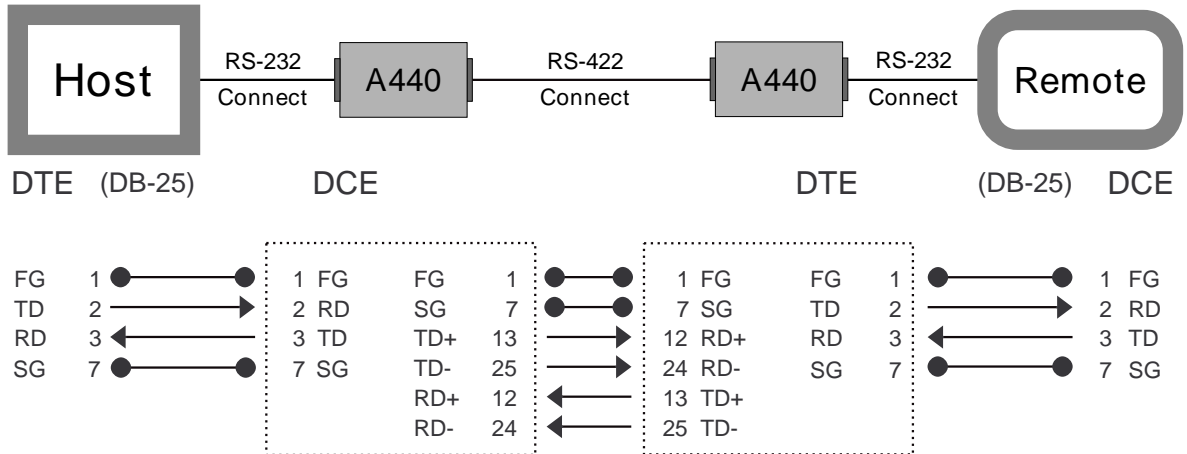 Host RS-232 Connect A440 RS-422 Connect A440 RS-232 Connect Remote
DTE (DB-25) DCE DTE (DB-25) DCE
FG 1 1 FG FG 1 1 FG FG 1 1 FG
TD 2 2 RD SG 7 7 SG TD 2 2 RD
RD 3 3 TD TD+ 13 12 RD+ RD 3 3 TD
SG 7 7 SG TD- 25 24 RD- SG 7 7 SG
RD+ 12 13 TD+
RD- 24 25 TD-